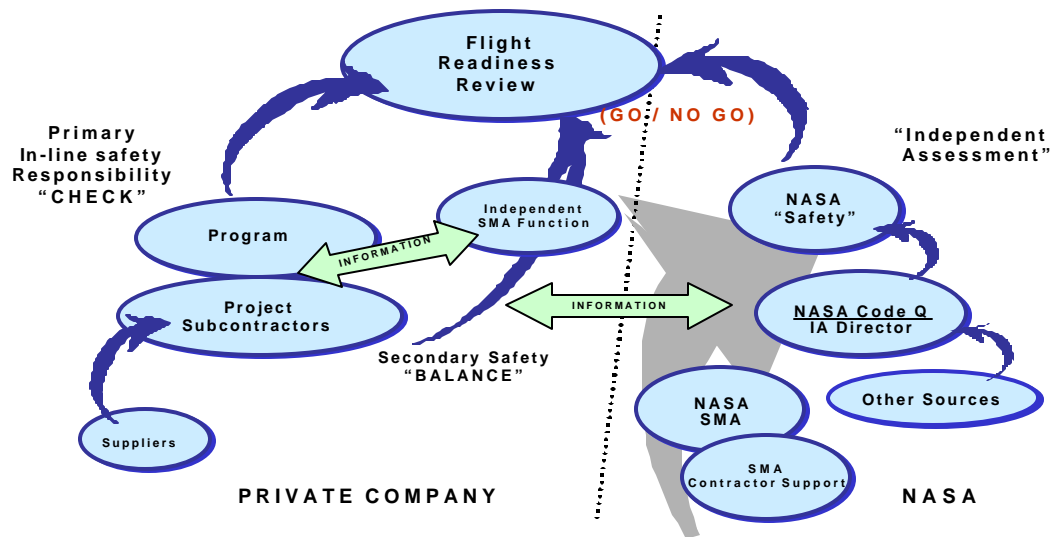 Flight
Readiness
Review
(GO / NO GO)
Primary
In-line safety
Responsibility
“CHECK”
“Independent
Assessment”
Independent
SMA Function
NASA
“Safety”
Program
INFORMATION
Project
Subcontractors
INFORMATION
NASA Code Q
IA Director
Secondary Safety
“BALANCE”
Other Sources
NASA
SMA
Suppliers
SMA
Contractor Support
PRIVATE COMPANY
NASA